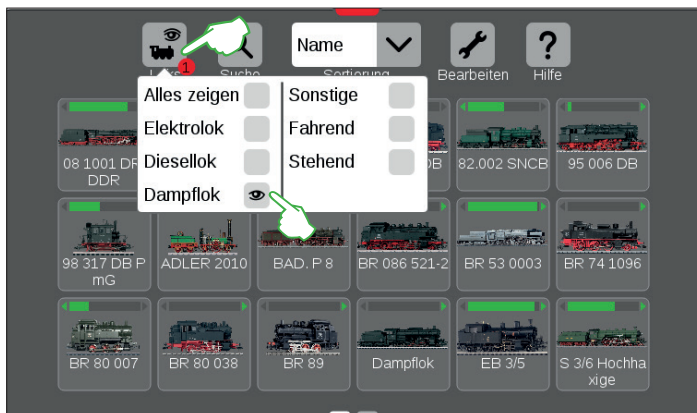 Name
?
1
Loks
Suche
Sortierung
Bearbeiten
Hilfe
Alles zeigen
Sonstige
Elektrolok
Fahrend
Diesellok
Stehend
Dampflok
08 1001 DR
DDR
DB
82.002 SNCB
95 006 DB
98 317 DB P
mG
ADLER 2010
BAD. P 8
BR 086 521-2
BR 53 0003
BR 74 1096
BR 80 007
BR 80 038
BR 89
Dampflok
EB 3/5
S 3/6 Hochha
xige